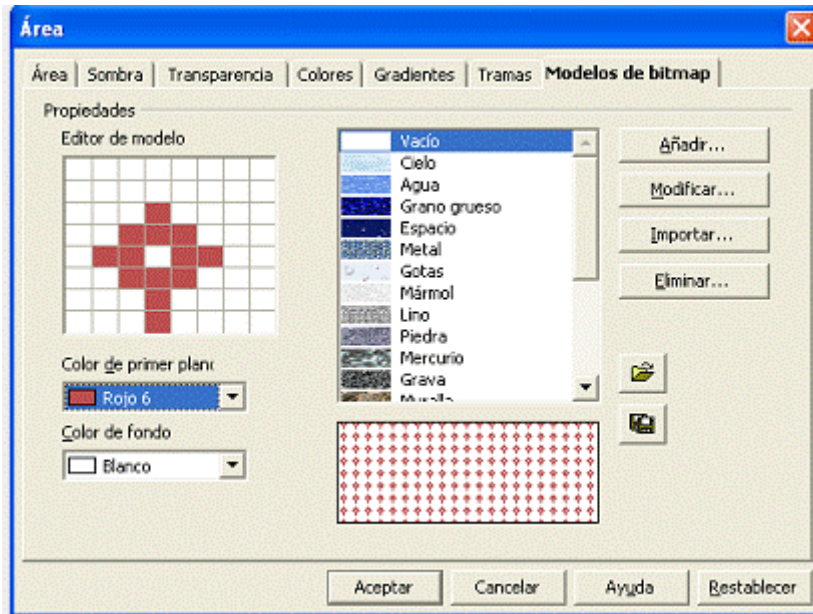 Área
Área Sombra Transparencia Colores Gradientes Tramas Modelos de bitmap
Propiedades
Editor de modelo
Vacío
Cielo
Agua
Grano grueso
Espacio
Metal
Gotas
Mármol
Lino
Piedra
Mercurio
Grava
Muralla
Añadir...
Modificar...
Importar...
Eliminar...
Color de primer plano
Rojo 6
Color de fondo
Blanco
Aceptar Cancelar Ayuda Restablecer